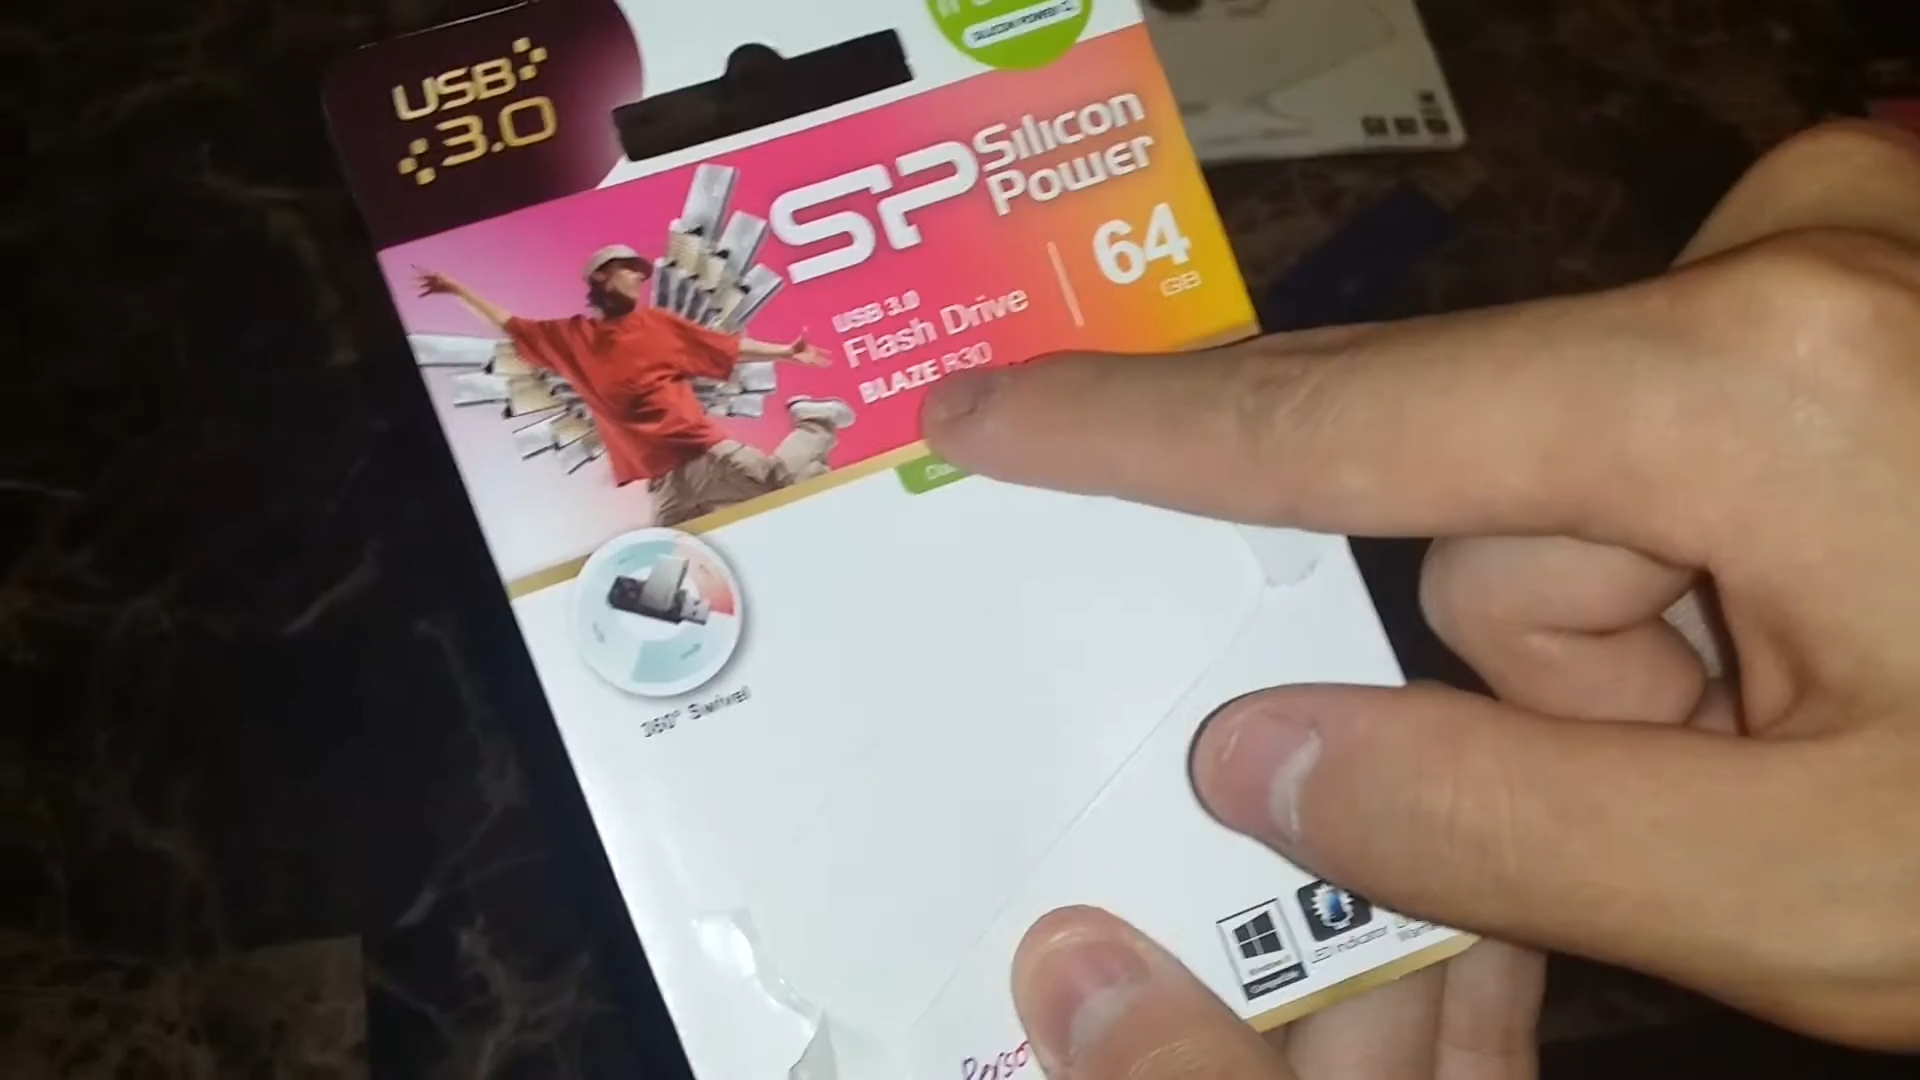 USB
3.0
SP Silicon
Power
64
GB
USB 3.0
Flash Drive
BLAZE B30
360° Swivel
LED Indicator